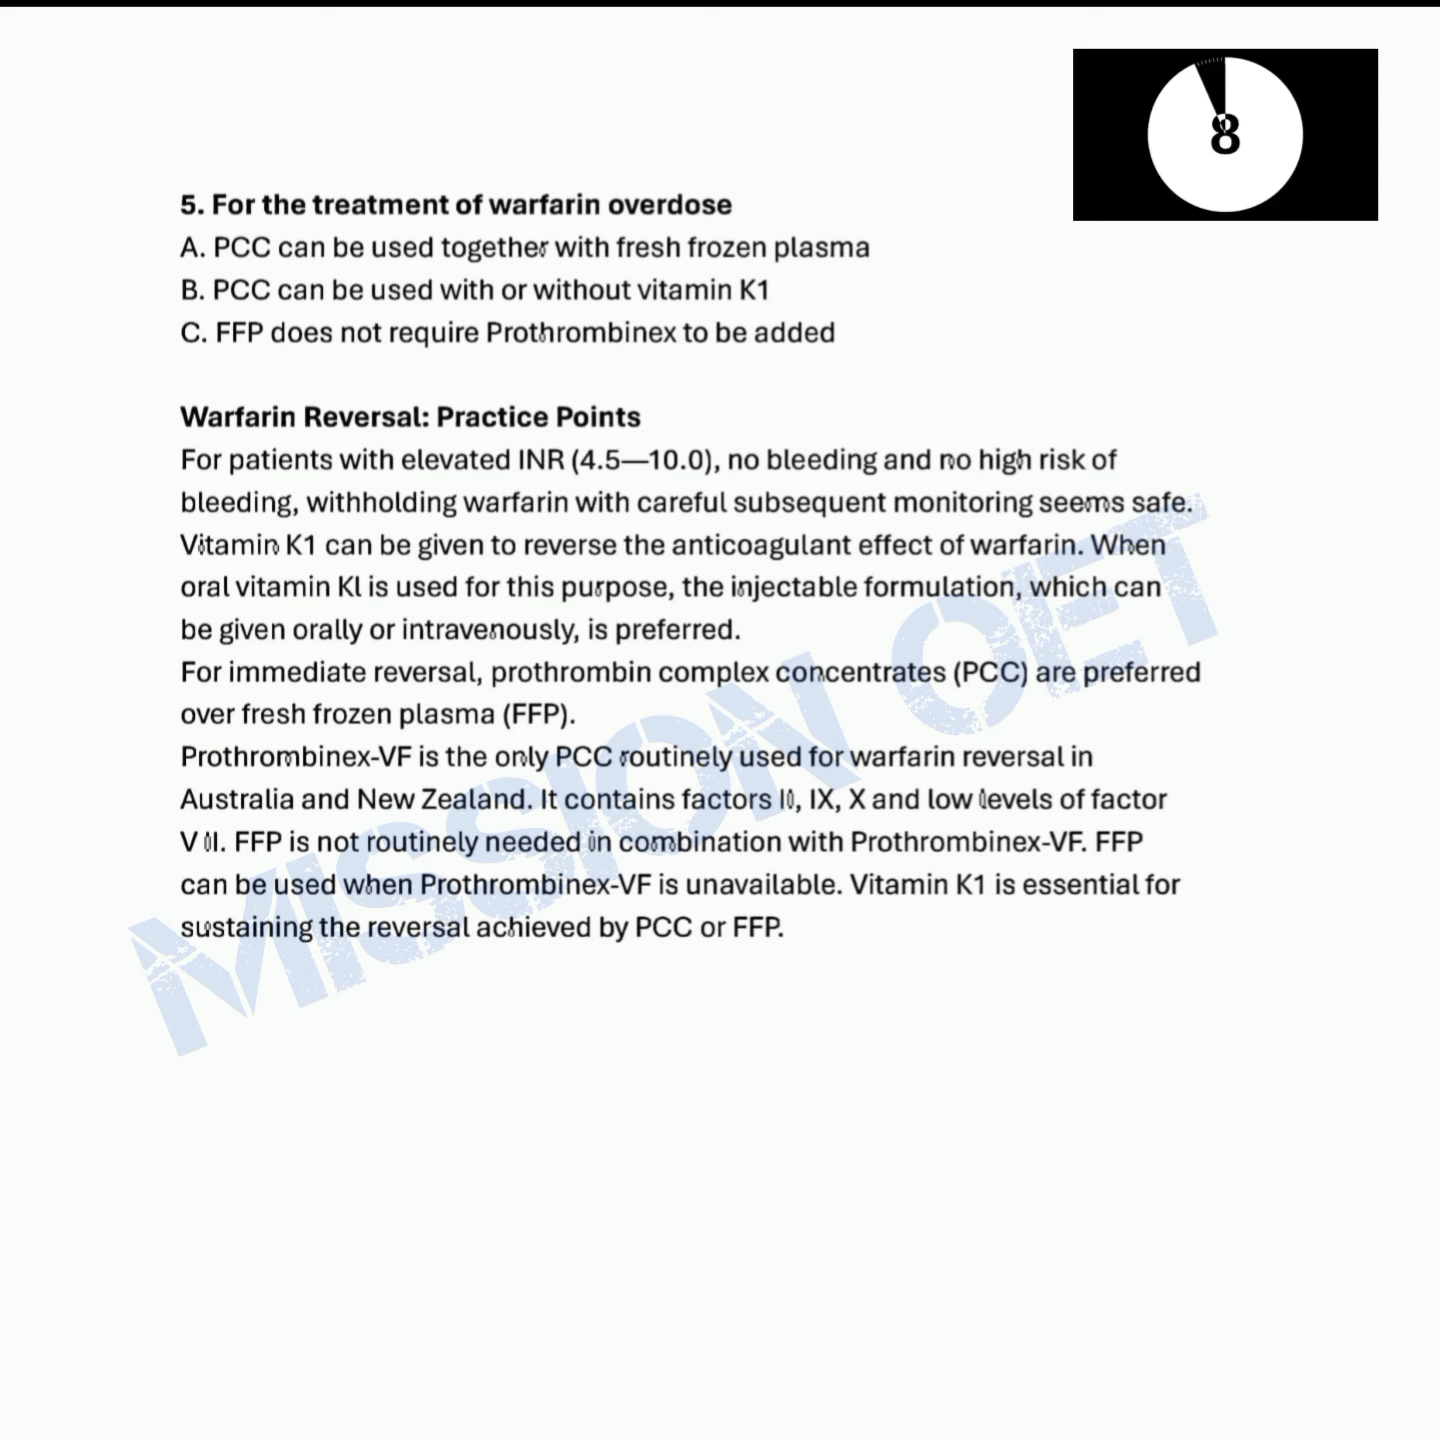 8
5. For the treatment of warfarin overdose
A. PCC can be used together with fresh frozen plasma
B. PCC can be used with or without vitamin K1
C. FFP does not require Prothrombinex to be added
Warfarin Reversal: Practice Points
For patients with elevated INR (4.5—10.0), no bleeding and no high risk of
bleeding, withholding warfarin with careful subsequent monitoring seems safe.
Vitamin K1 can be given to reverse the anticoagulant effect of warfarin. When
oral vitamin Kl is used for this purpose, the injectable formulation, which can
be given orally or intravenously, is preferred.
For immediate reversal, prothrombin complex concentrates (PCC) are preferred
over fresh frozen plasma (FFP).
Prothrombinex-VF is the only PCC routinely used for warfarin reversal in
Australia and New Zealand. It contains factors II, IX, X and low levels of factor
V II. FFP is not routinely needed in combination with Prothrombinex-VF. FFP
can be used when Prothrombinex-VF is unavailable. Vitamin K1 is essential for
sustaining the reversal achieved by PCC or FFP.
MISSION OET